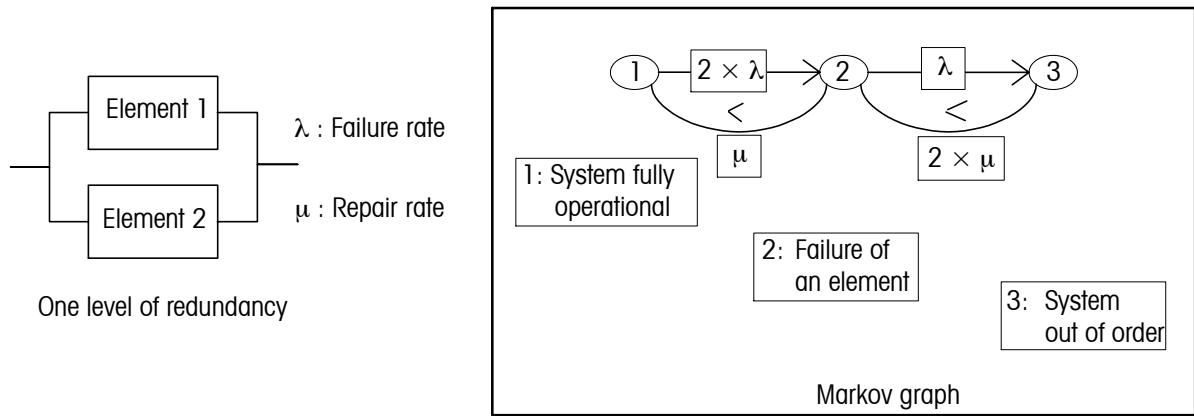 Element 1
Element 2
λ : Failure rate
μ : Repair rate
One level of redundancy
1
2 × λ
2
λ
3
<
<
μ
2 × μ
1: System fully
operational
2: Failure of
an element
3: System
out of order
Markov graph